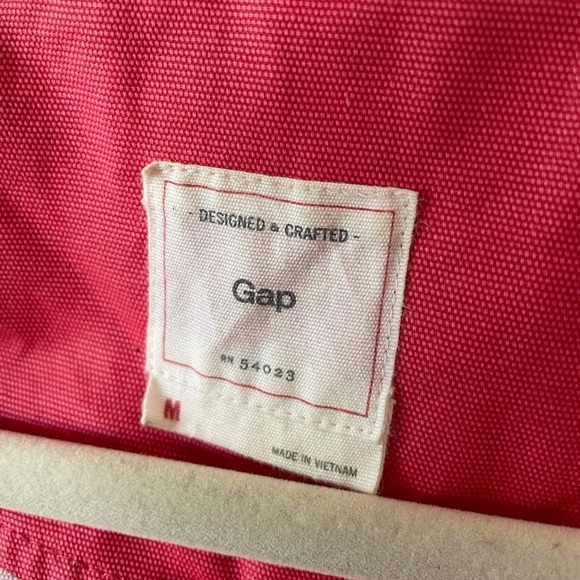 - DESIGNED & CRAFTED -
Gap
RN 54023
M
MADE IN VIETNAM